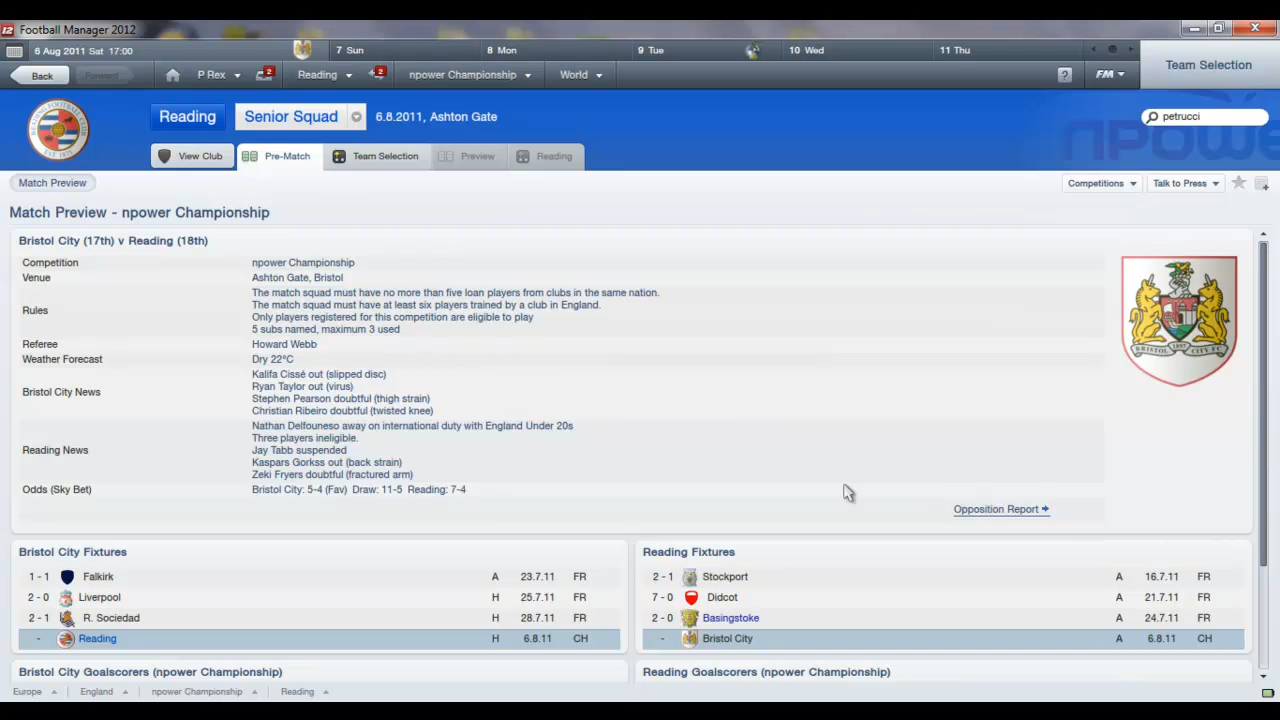 Football Manager 2012
6 Aug 2011 Sat 17:00
7 Sun
8 Mon
9 Tue
10 Wed
11 Thu
Team Selection
Back
Forward
P Rex
2
Reading
2
npower Championship
World
?
FM
Reading
Senior Squad
6.8.2011, Ashton Gate
petrucci
npowe
View Club
Pre-Match
Team Selection
Preview
Reading
Match Preview
Competitions
Talk to Press
Match Preview - npower Championship
Bristol City (17th) v Reading (18th)
Competition npower Championship
Venue Ashton Gate, Bristol
Rules The match squad must have no more than five loan players from clubs in the same nation.
The match squad must have at least six players trained by a club in England.
Only players registered for this competition are eligible to play
5 subs named, maximum 3 used
Referee Howard Webb
Weather Forecast Dry 22°C
Bristol City News Kalifa Cissé out (slipped disc)
Ryan Taylor out (virus)
Stephen Pearson doubtful (thigh strain)
Christian Ribeiro doubtful (twisted knee)
Reading News Nathan Delfouneso away on international duty with England Under 20s
Three players ineligible.
Jay Tabb suspended
Kaspars Gorkss out (back strain)
Zeki Fryers doubtful (fractured arm)
Odds (Sky Bet) Bristol City: 5-4 (Fav) Draw: 11-5 Reading: 7-4
1897
BRISTOL CITY FC
Opposition Report
Bristol City Fixtures
1 - 1 Falkirk A 23.7.11 FR
2 - 0 Liverpool H 25.7.11 FR
2 - 1 R. Sociedad H 28.7.11 FR
- Reading H 6.8.11 CH
Reading Fixtures
2 - 1 Stockport A 16.7.11 FR
7 - 0 Didcot A 21.7.11 FR
2 - 0 Basingstoke A 24.7.11 FR
- Bristol City A 6.8.11 CH
Bristol City Goalscorers (npower Championship)
Reading Goalscorers (npower Championship)
Europe
England
npower Championship
Reading